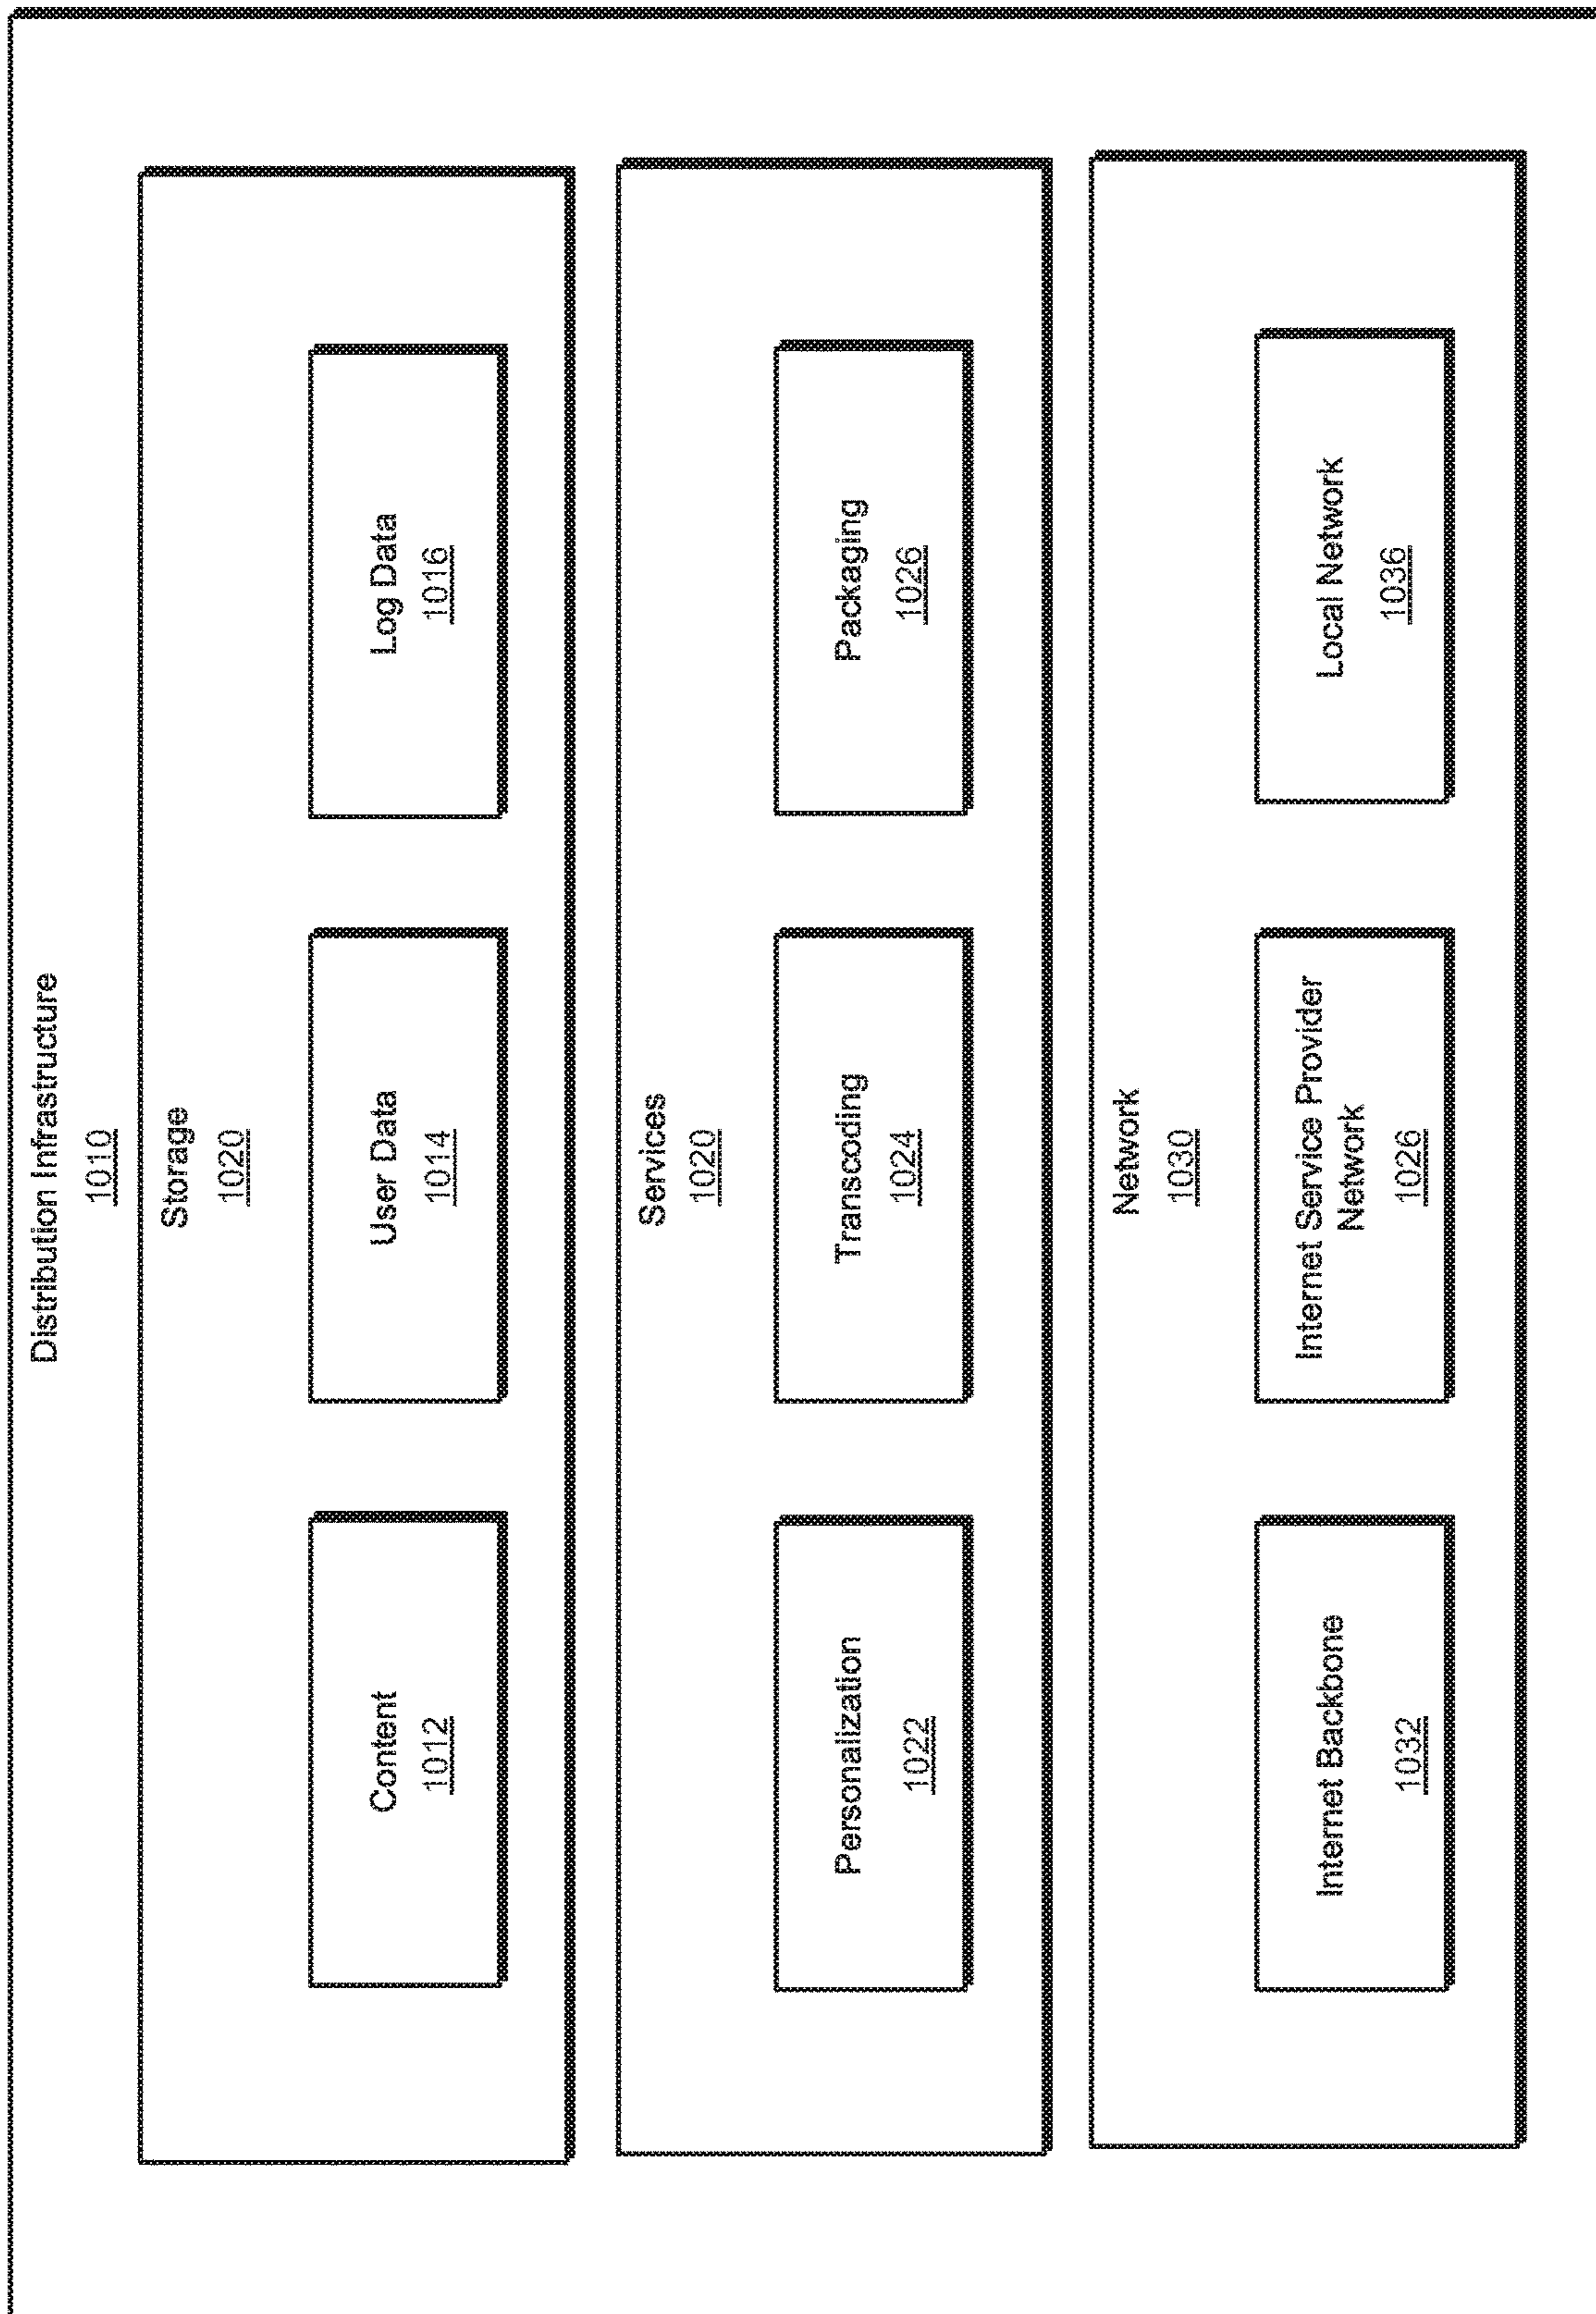 Distribution Infrastructure
1010
Storage
1020
Content
1012
User Data
1014
Log Data
1016
Services
1020
Personalization
1022
Transcoding
1024
Packaging
1026
Network
1030
Internet Backbone
1032
Internet Service Provider
Network
1026
Local Network
1036